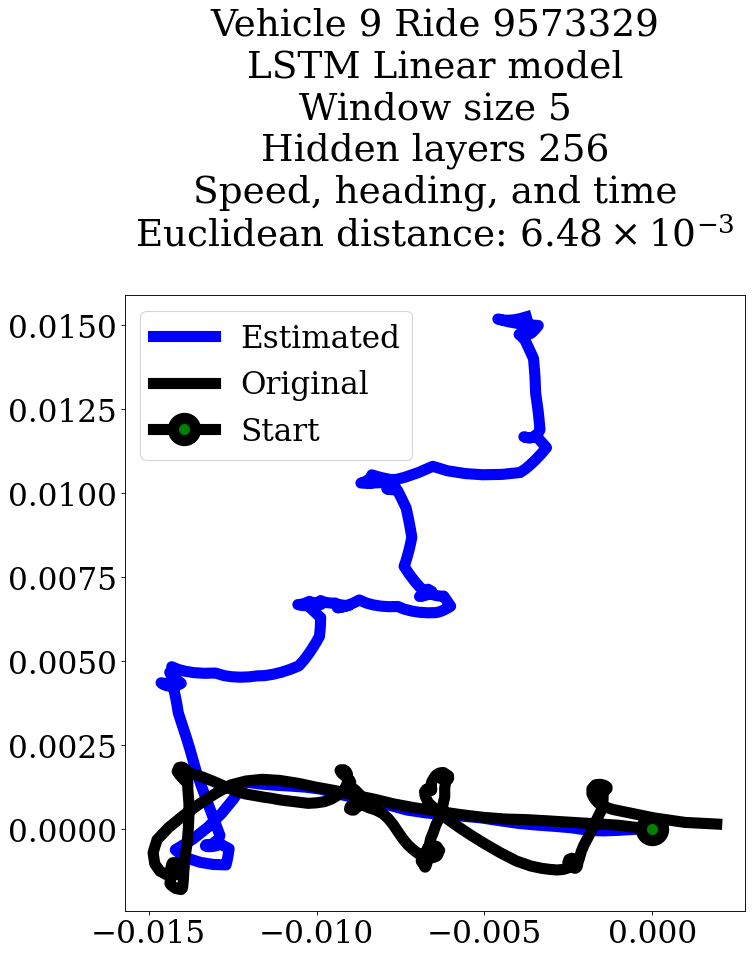 Vehicle 9 Ride 9573329
LSTM Linear model
Window size 5
Hidden layers 256
Speed, heading, and time
Euclidean distance: 6.48 × 10⁻³
Estimated
Original
Start
0.0150
0.0125
0.0100
0.0075
0.0050
0.0025
0.0000
−0.015 −0.010 −0.005 0.000